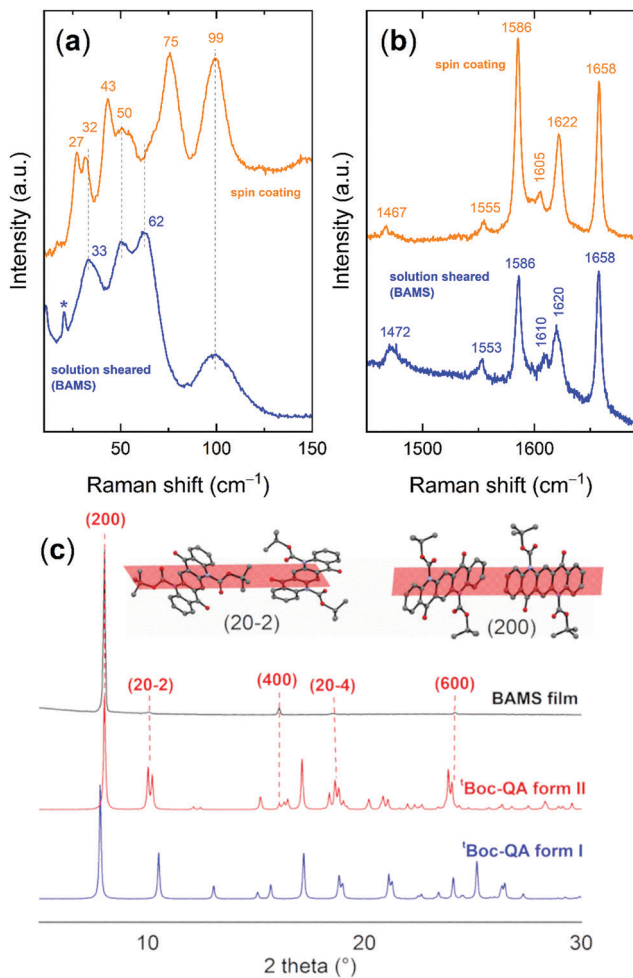 (a)
75
99
43
50
32
27
spin coating
62
33
*
solution sheared
(BAMS)
50
100
150
Raman shift (cm⁻¹)
Intensity (a.u.)
(b)
1586
1658
spin coating
1622
1605
1467
1555
solution sheared
(BAMS)
1586
1658
1620
1610
1472
1553
1500
1600
Raman shift (cm⁻¹)
Intensity (a.u.)
(c)
(200)
(20-2)
(200)
(20-2)
(400)
(20-4)
(600)
BAMS film
ᵗBoc-QA form II
ᵗBoc-QA form I
10
20
30
2 theta (°)